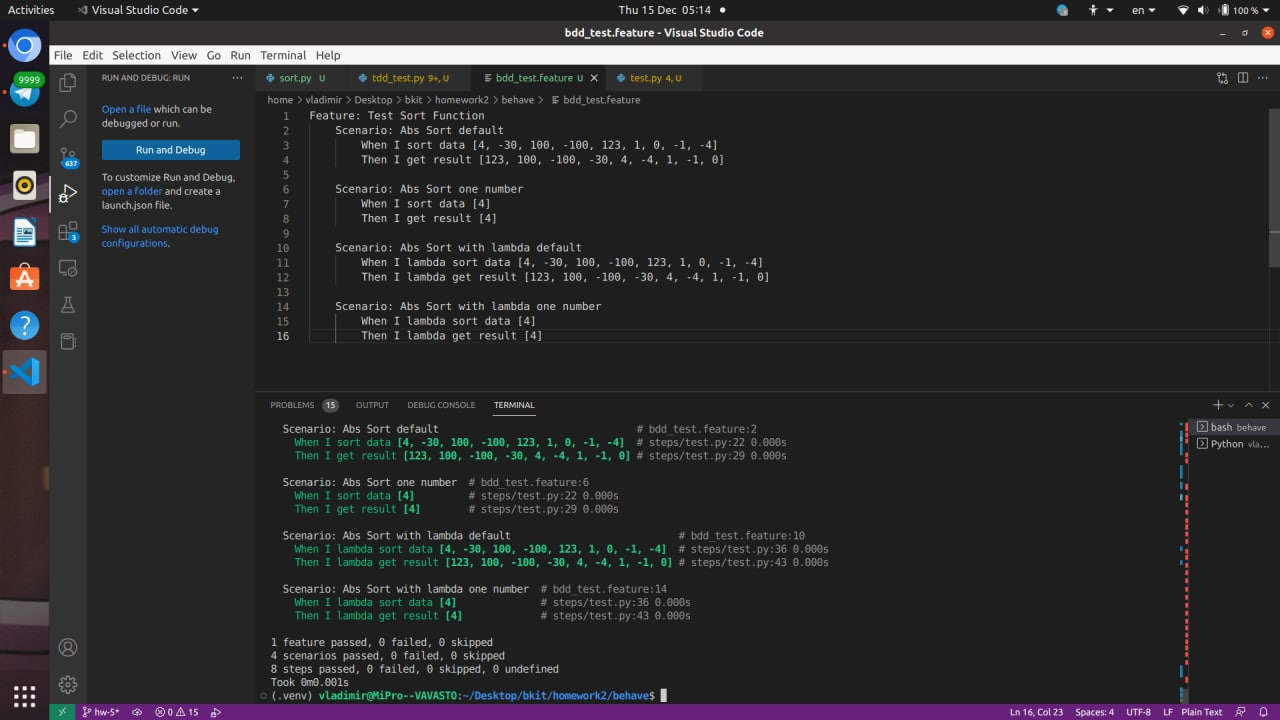 Activities
Visual Studio Code
Thu 15 Dec 05:14
en
100 %
bdd_test.feature - Visual Studio Code
File Edit Selection View Go Run Terminal Help
9999
637
3
RUN AND DEBUG: RUN
Open a file which can be
debugged or run.
Run and Debug
To customize Run and Debug,
open a folder and create a
launch.json file.
Show all automatic debug
configurations.
sort.py U
tdd_test.py 9+, U
bdd_test.feature U
test.py 4, U
home > vladimir > Desktop > bkit > homework2 > behave > bdd_test.feature
1 Feature: Test Sort Function
2 Scenario: Abs Sort default
3 When I sort data [4, -30, 100, -100, 123, 1, 0, -1, -4]
4 Then I get result [123, 100, -100, -30, 4, -4, 1, -1, 0]
5
6 Scenario: Abs Sort one number
7 When I sort data [4]
8 Then I get result [4]
9
10 Scenario: Abs Sort with lambda default
11 When I lambda sort data [4, -30, 100, -100, 123, 1, 0, -1, -4]
12 Then I lambda get result [123, 100, -100, -30, 4, -4, 1, -1, 0]
13
14 Scenario: Abs Sort with lambda one number
15 When I lambda sort data [4]
16 Then I lambda get result [4]
PROBLEMS 15 OUTPUT DEBUG CONSOLE TERMINAL
Scenario: Abs Sort default # bdd_test.feature:2
When I sort data [4, -30, 100, -100, 123, 1, 0, -1, -4] # steps/test.py:22 0.000s
Then I get result [123, 100, -100, -30, 4, -4, 1, -1, 0] # steps/test.py:29 0.000s
Scenario: Abs Sort one number # bdd_test.feature:6
When I sort data [4] # steps/test.py:22 0.000s
Then I get result [4] # steps/test.py:29 0.000s
Scenario: Abs Sort with lambda default # bdd_test.feature:10
When I lambda sort data [4, -30, 100, -100, 123, 1, 0, -1, -4] # steps/test.py:36 0.000s
Then I lambda get result [123, 100, -100, -30, 4, -4, 1, -1, 0] # steps/test.py:43 0.000s
Scenario: Abs Sort with lambda one number # bdd_test.feature:14
When I lambda sort data [4] # steps/test.py:36 0.000s
Then I lambda get result [4] # steps/test.py:43 0.000s
1 feature passed, 0 failed, 0 skipped
4 scenarios passed, 0 failed, 0 skipped
8 steps passed, 0 failed, 0 skipped, 0 undefined
Took 0m0.001s
(.venv) vladimir@MiPro--VAVASTO:~/Desktop/bkit/homework2/behave$
bash behave
Python vla...
hw-5*
0 15
Ln 16, Col 23
Spaces: 4
UTF-8
LF
Plain Text